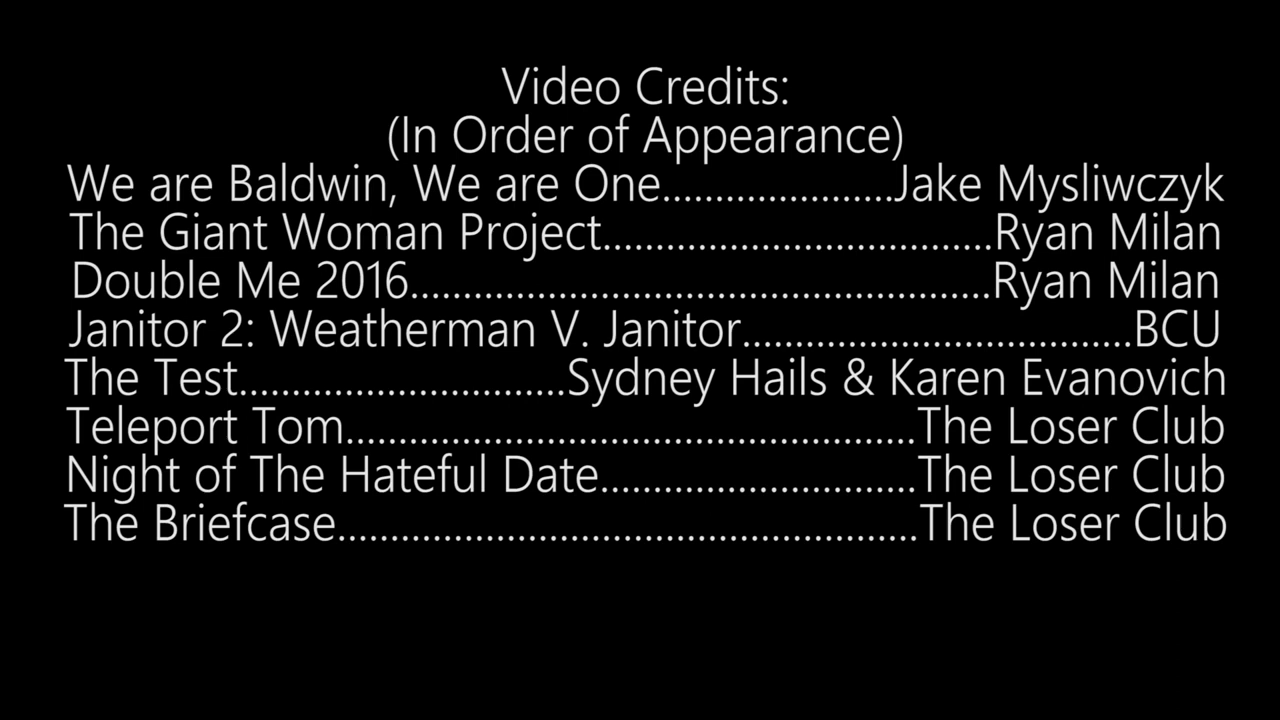 Video Credits:
(In Order of Appearance)
We are Baldwin, We are One......................Jake Mysliwczyk
The Giant Woman Project.....................................Ryan Milan
Double Me 2016.......................................................Ryan Milan
Janitor 2: Weatherman V. Janitor.....................................BCU
The Test...............................Sydney Hails & Karen Evanovich
Teleport Tom......................................................The Loser Club
Night of The Hateful Date..............................The Loser Club
The Briefcase.......................................................The Loser Club